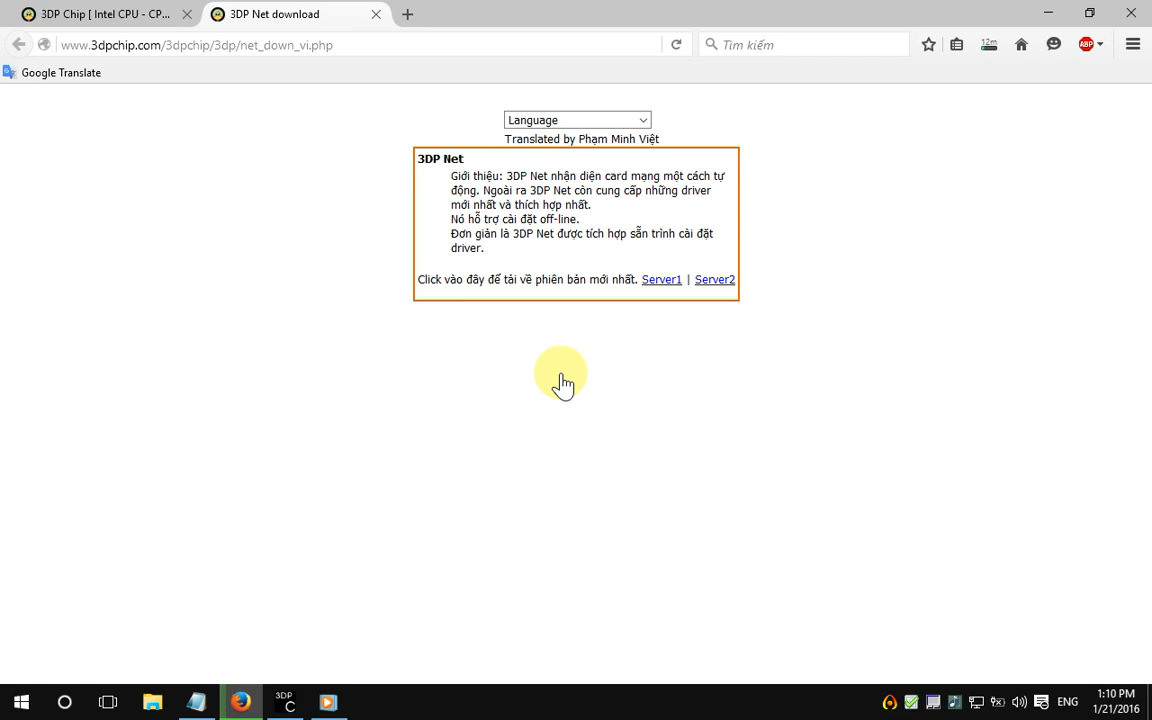 3DP Chip [ Intel CPU - CP...
3DP Net download
www.3dpchip.com/3dpchip/3dp/net_down_vi.php
Tìm kiếm
12m
ABP
Google Translate
Language
Translated by Phạm Minh Việt
3DP Net
Giới thiệu: 3DP Net nhận diện card mạng một cách tự
động. Ngoài ra 3DP Net còn cung cấp những driver
mới nhất và thích hợp nhất.
Nó hỗ trợ cài đặt off-line.
Đơn giản là 3DP Net được tích hợp sẵn trình cài đặt
driver.
Click vào đây để tải về phiên bản mới nhất. Server1 | Server2
3DP
C
ENG
1:10 PM
1/21/2016